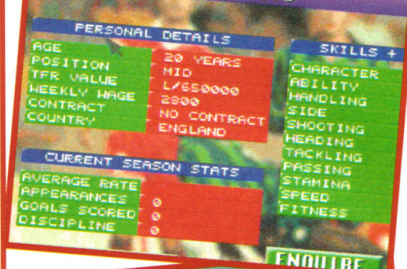 PERSONAL DETAILS
AGE 20 YEARS
POSITION MID
TFR VALUE L/650000
WEEKLY WAGE 2800
CONTRACT NO CONTRACT
COUNTRY ENGLAND
CURRENT SEASON STATS
AVERAGE RATE
APPEARANCES 0
GOALS SCORED 0
DISCIPLINE 0
SKILLS +
CHARACTER
ABILITY
HANDLING
SIDE
SHOOTING
HEADING
TACKLING
PASSING
STAMINA
SPEED
FITNESS
ENQUIRE